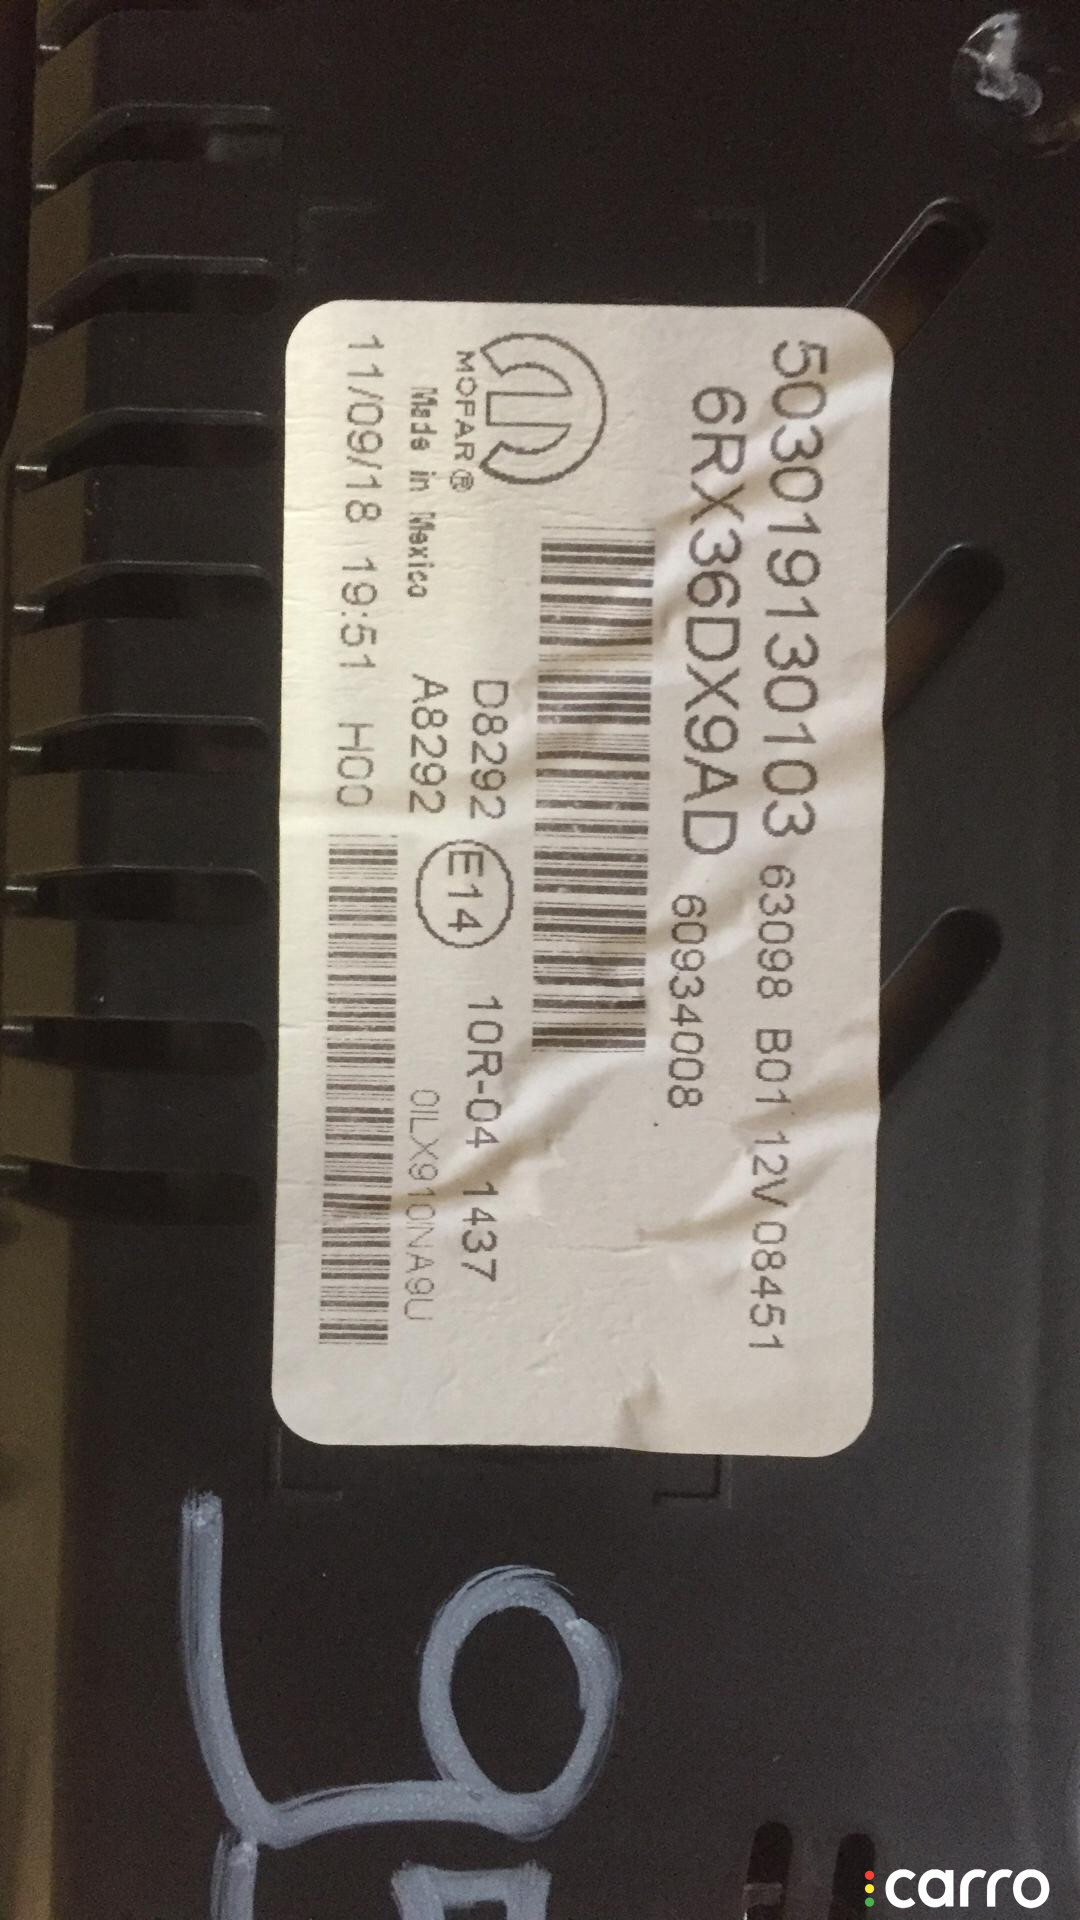 50301913​0103 63098 B01 12V 08451
6RX36DX9AD 60934008
MOPAR®
Made in Mexico
D8292 E14 10R-04 1437
A8292 0ILX910NA9U
11/09/18 19:51 H00
carro